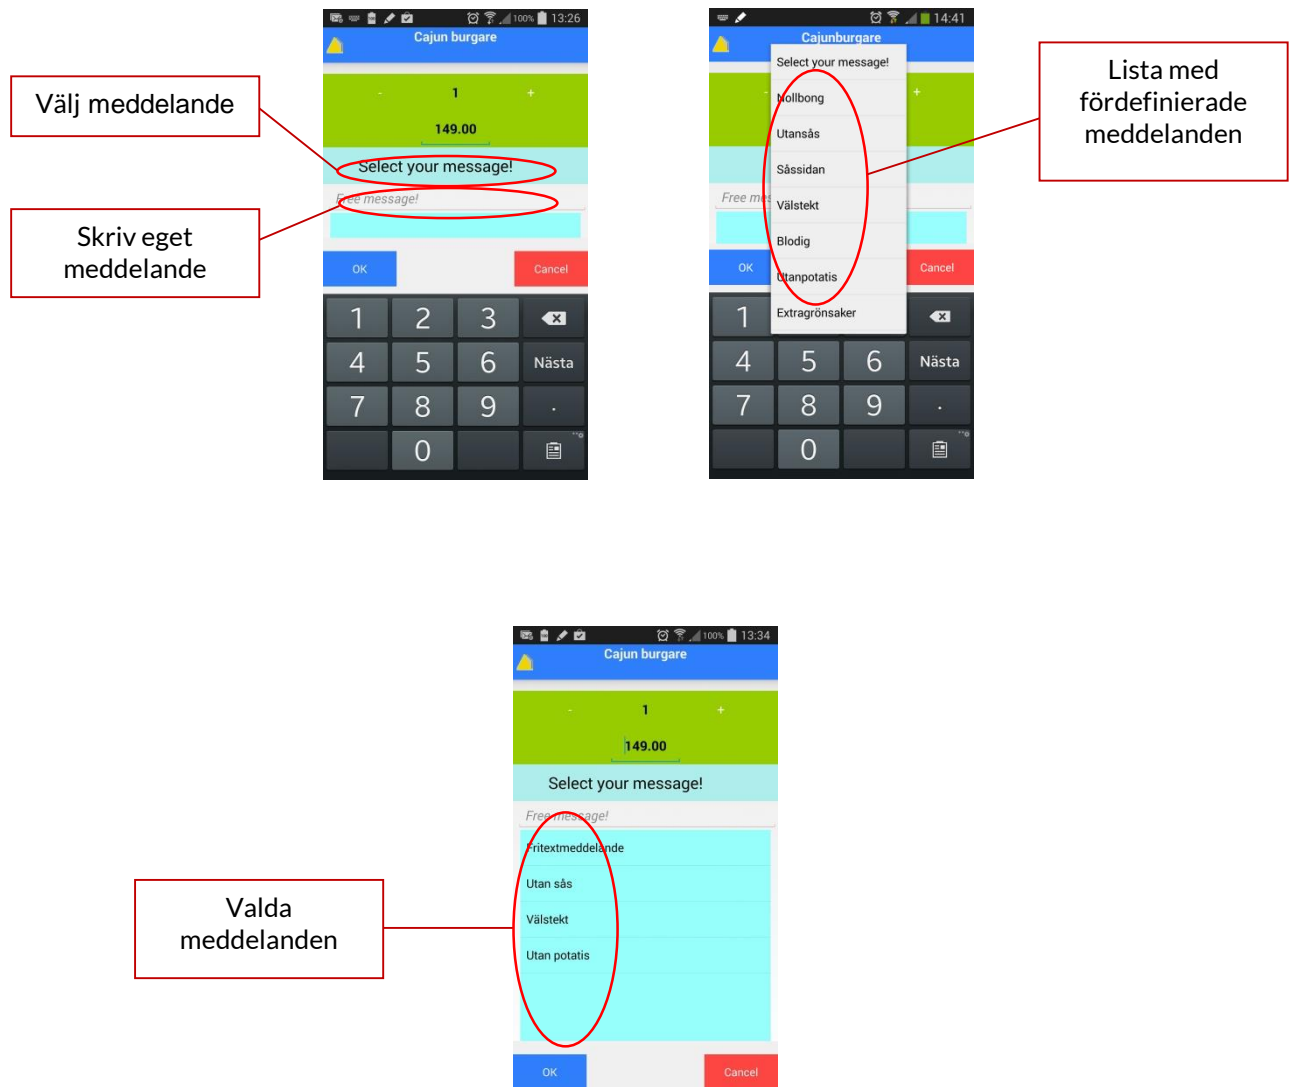 100% 13:26
Cajun burgare
Välj meddelande
- 1 +
149.00
Select your message!
Free message!
Skriv eget
meddelande
OK Cancel
1 2 3
4 5 6 Nästa
7 8 9 .
0
14:41
Cajunburgare
Select your message!
- Nollbong +
Utansås
Såssidan
Free mes Välstekt
Blodig
OK Utanpotatis Cancel
Extragrönsaker
1
4 5 6 Nästa
7 8 9 .
0
Lista med
fördefinierade
meddelanden
100% 13:34
Cajun burgare
- 1 +
149.00
Select your message!
Free message!
Fritextmeddelande
Utan sås
Välstekt
Utan potatis
OK Cancel
Valda
meddelanden